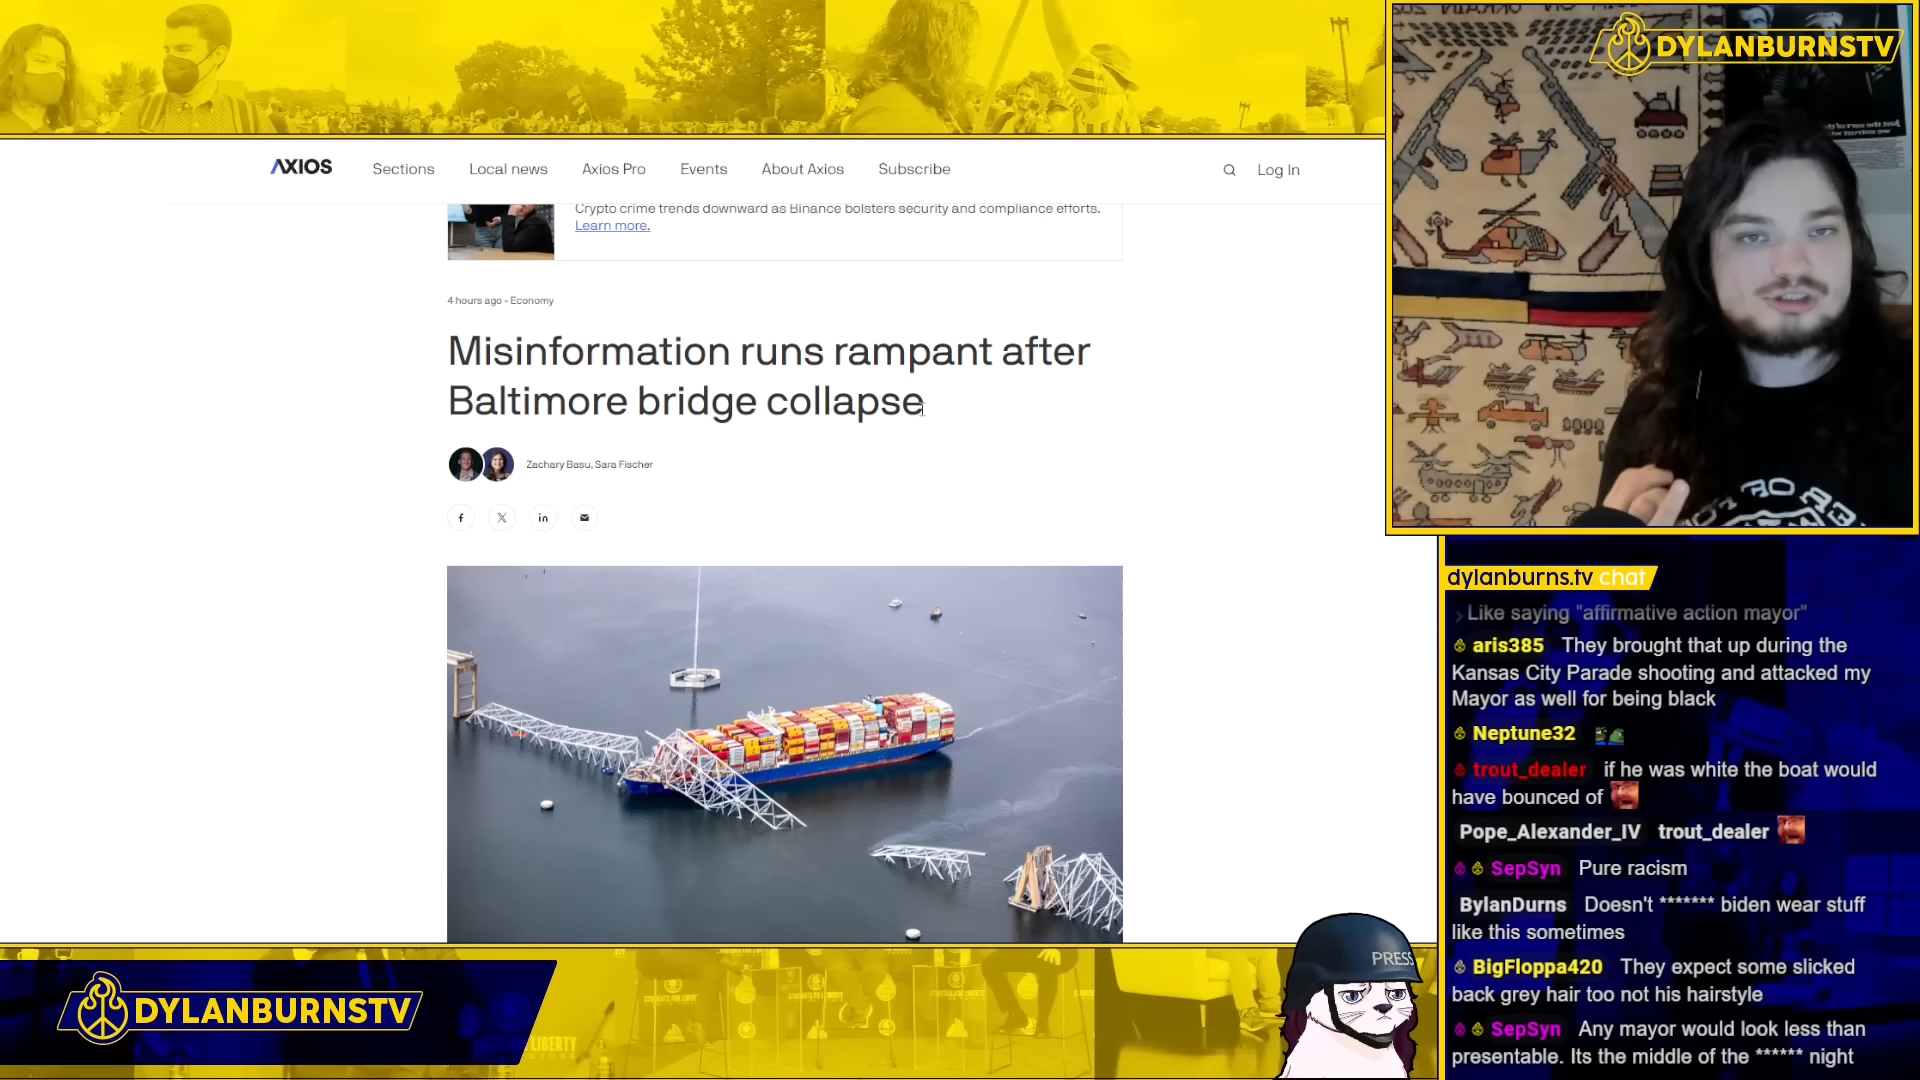 AXIOS
Sections
Local news
Axios Pro
Events
About Axios
Subscribe
Log In
Crypto crime trends downward as Binance bolsters security and compliance efforts.
Learn more.
4 hours ago - Economy
Misinformation runs rampant after
Baltimore bridge collapse
Zachary Basu, Sara Fischer
DYLANBURNSTV
dylanburns.tv chat
Like saying "affirmative action mayor"
aris385 They brought that up during the
Kansas City Parade shooting and attacked my
Mayor as well for being black
Neptune32
trout_dealer if he was white the boat would
have bounced of
Pope_Alexander_IV trout_dealer
SepSyn Pure racism
BylanDurns Doesn't ******* biden wear stuff
like this sometimes
BigFloppa420 They expect some slicked
back grey hair too not his hairstyle
SepSyn Any mayor would look less than
presentable. Its the middle of the ****** night
PRESS
DYLANBURNSTV
LIBERTY